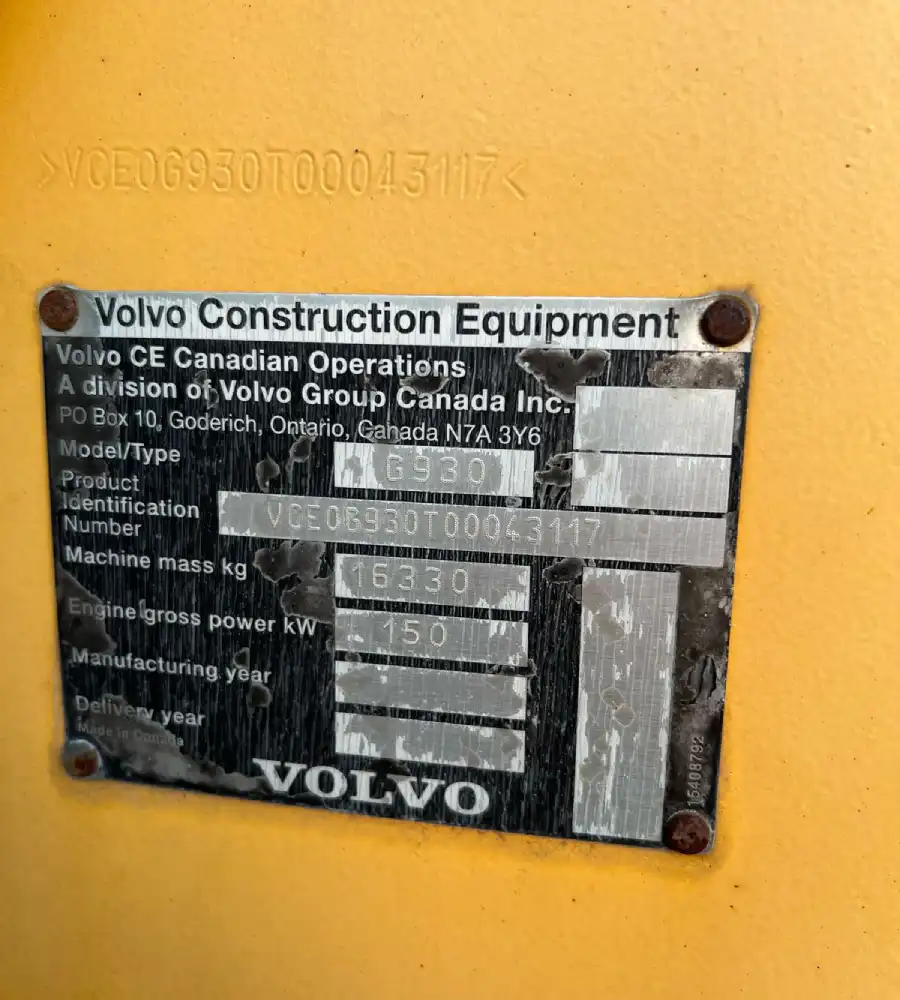 >VCE0G930T00043117<
Volvo Construction Equipment
Volvo CE Canadian Operations
A division of Volvo Group Canada Inc.
PO Box 10, Goderich, Ontario, Canada N7A 3Y6
Model/Type G930
Product
Identification
Number VCE0G930T00043117
Machine mass kg 16330
Engine gross power kW 150
Manufacturing year
Delivery year
Made in Canada
VOLVO
15408792